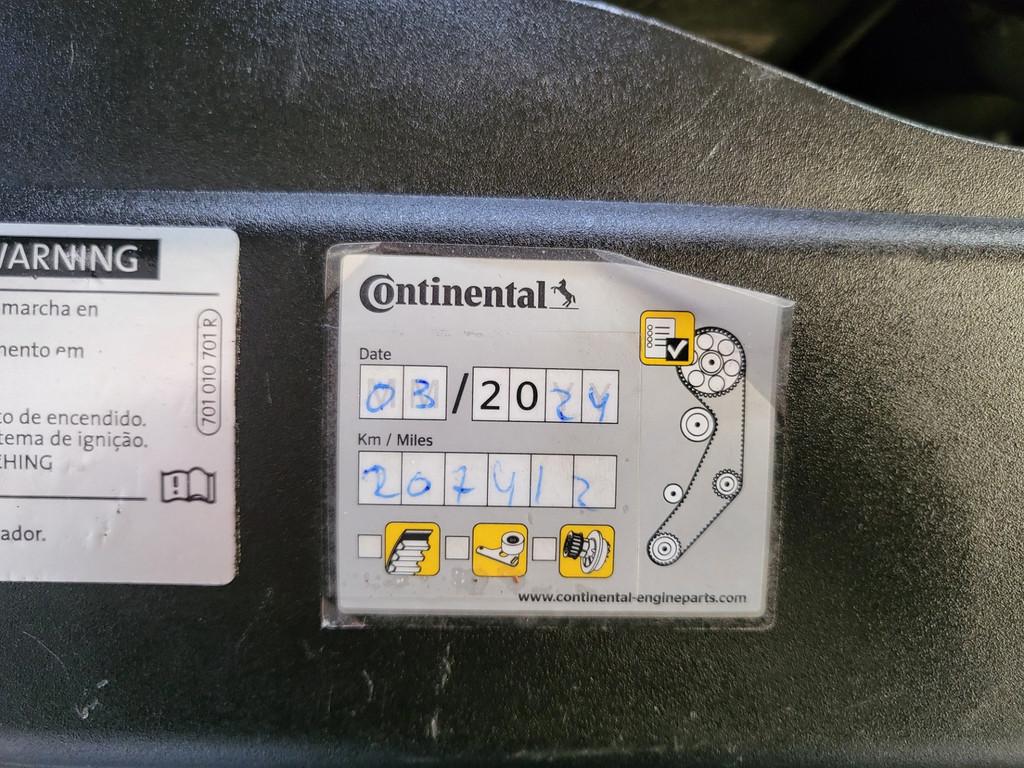 WARNING
marcha en
mento em
to de encendido.
tema de ignição.
EHING
ador.
701 010 701 R
Continental
Date
03/2024
Km / Miles
207412
www.continental-engineparts.com